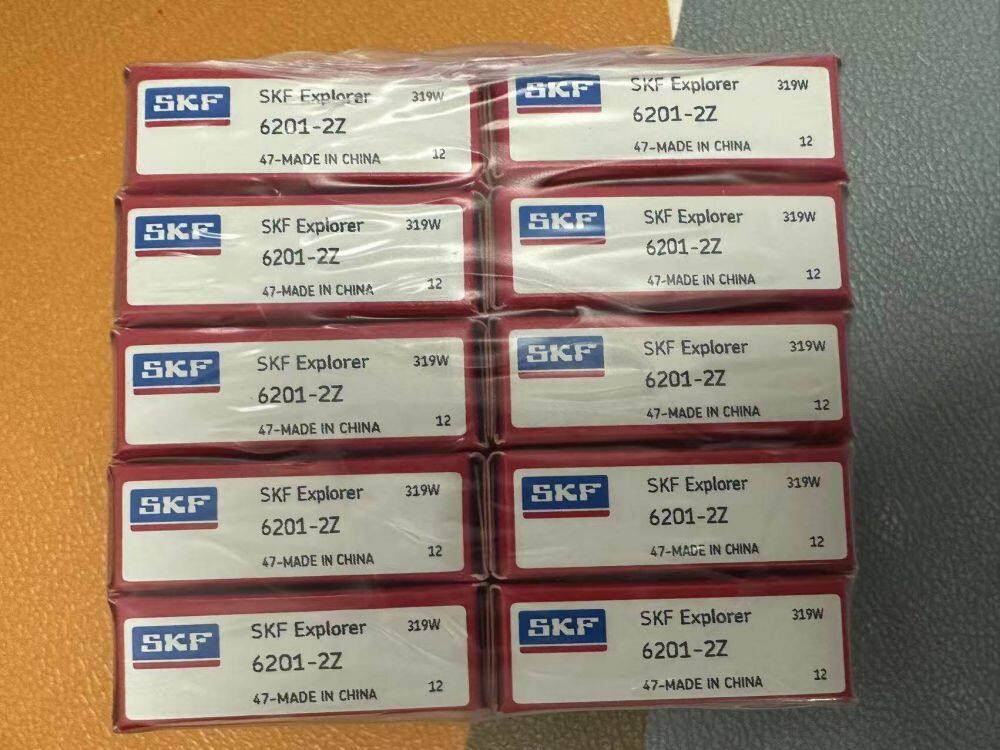 SKF SKF Explorer 319W
6201-2Z
47-MADE IN CHINA 12
SKF SKF Explorer 319W
6201-2Z
47-MADE IN CHINA 12
SKF SKF Explorer 319W
6201-2Z
47-MADE IN CHINA 12
SKF SKF Explorer 319W
6201-2Z
47-MADE IN CHINA 12
SKF SKF Explorer 319W
6201-2Z
47-MADE IN CHINA 12
SKF SKF Explorer 319W
6201-2Z
47-MADE IN CHINA 12
SKF SKF Explorer 319W
6201-2Z
47-MADE IN CHINA 12
SKF SKF Explorer 319W
6201-2Z
47-MADE IN CHINA 12
SKF SKF Explorer 319W
6201-2Z
47-MADE IN CHINA 12
SKF SKF Explorer 319W
6201-2Z
47-MADE IN CHINA 12